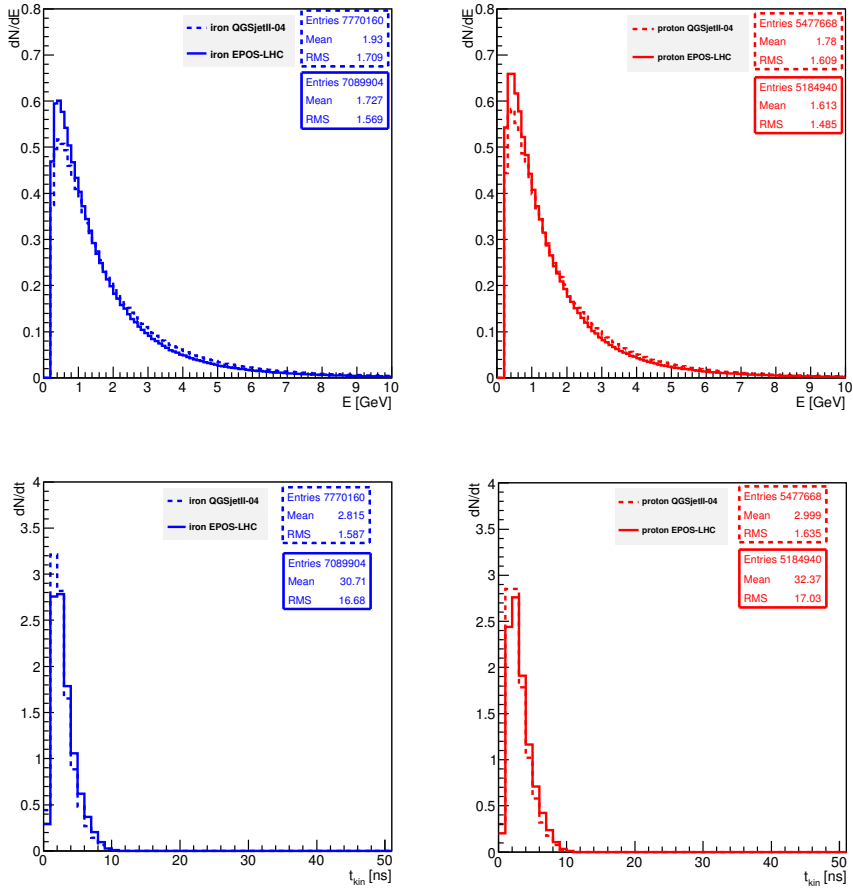 dN/dE
0.8
0.7
0.6
0.5
0.4
0.3
0.2
0.1
0
iron QGSjetII-04
iron EPOS-LHC
Entries 7770160
Mean 1.93
RMS 1.709
Entries 7089904
Mean 1.727
RMS 1.569
0 1 2 3 4 5 6 7 8 9 10
E [GeV]
dN/dE
0.8
0.7
0.6
0.5
0.4
0.3
0.2
0.1
0
proton QGSjetII-04
proton EPOS-LHC
Entries 5477668
Mean 1.78
RMS 1.609
Entries 5184940
Mean 1.613
RMS 1.485
0 1 2 3 4 5 6 7 8 9 10
E [GeV]
dN/dt
4
3.5
3
2.5
2
1.5
1
0.5
0
iron QGSjetII-04
iron EPOS-LHC
Entries 7770160
Mean 2.815
RMS 1.587
Entries 7089904
Mean 30.71
RMS 16.68
0 10 20 30 40 50
tkin [ns]
dN/dt
4
3.5
3
2.5
2
1.5
1
0.5
0
proton QGSjetII-04
proton EPOS-LHC
Entries 5477668
Mean 2.999
RMS 1.635
Entries 5184940
Mean 32.37
RMS 17.03
0 10 20 30 40 50
tkin [ns]